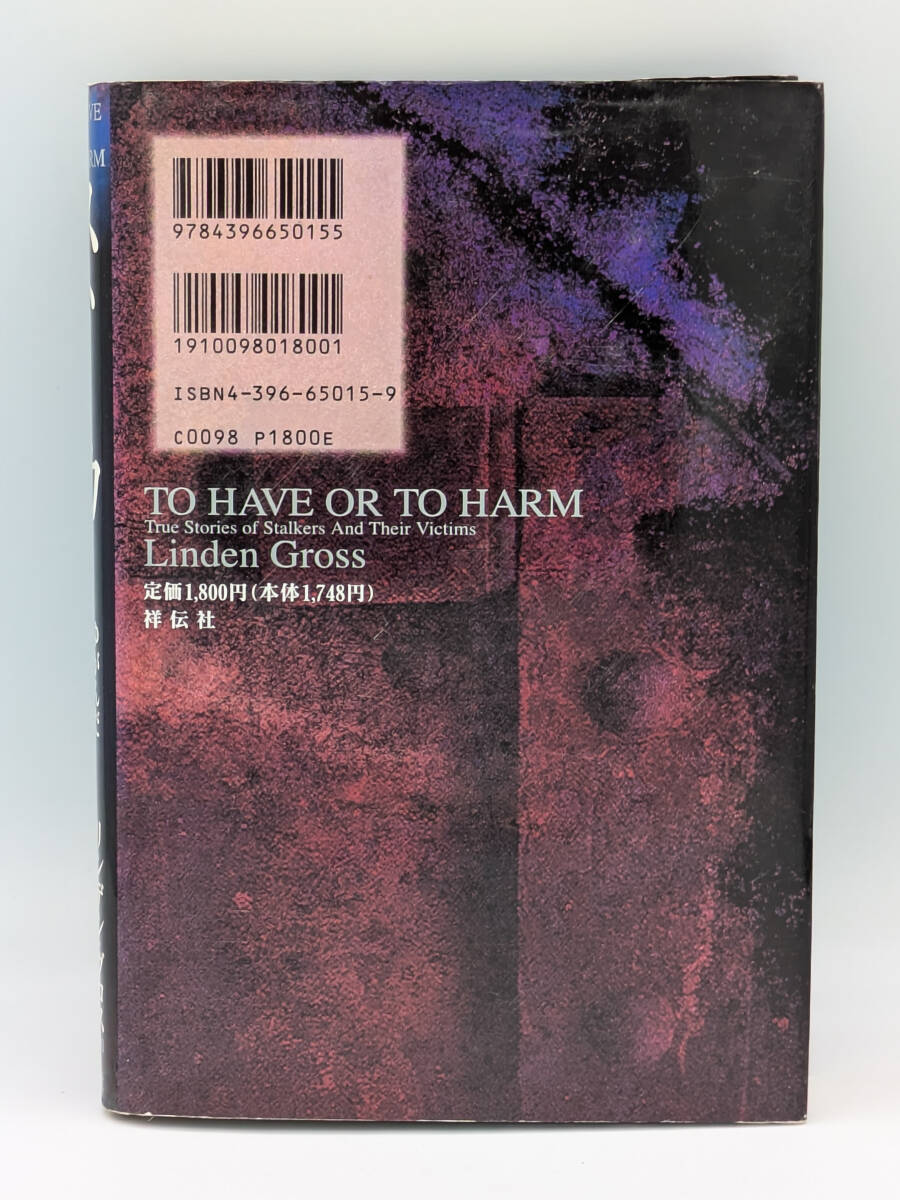 9784396650155
1910098018001
ISBN4-396-65015-9
C0098 P1800E
TO HAVE OR TO HARM
True Stories of Stalkers And Their Victims
Linden Gross
定価1,800円(本体1,748円)
祥伝社